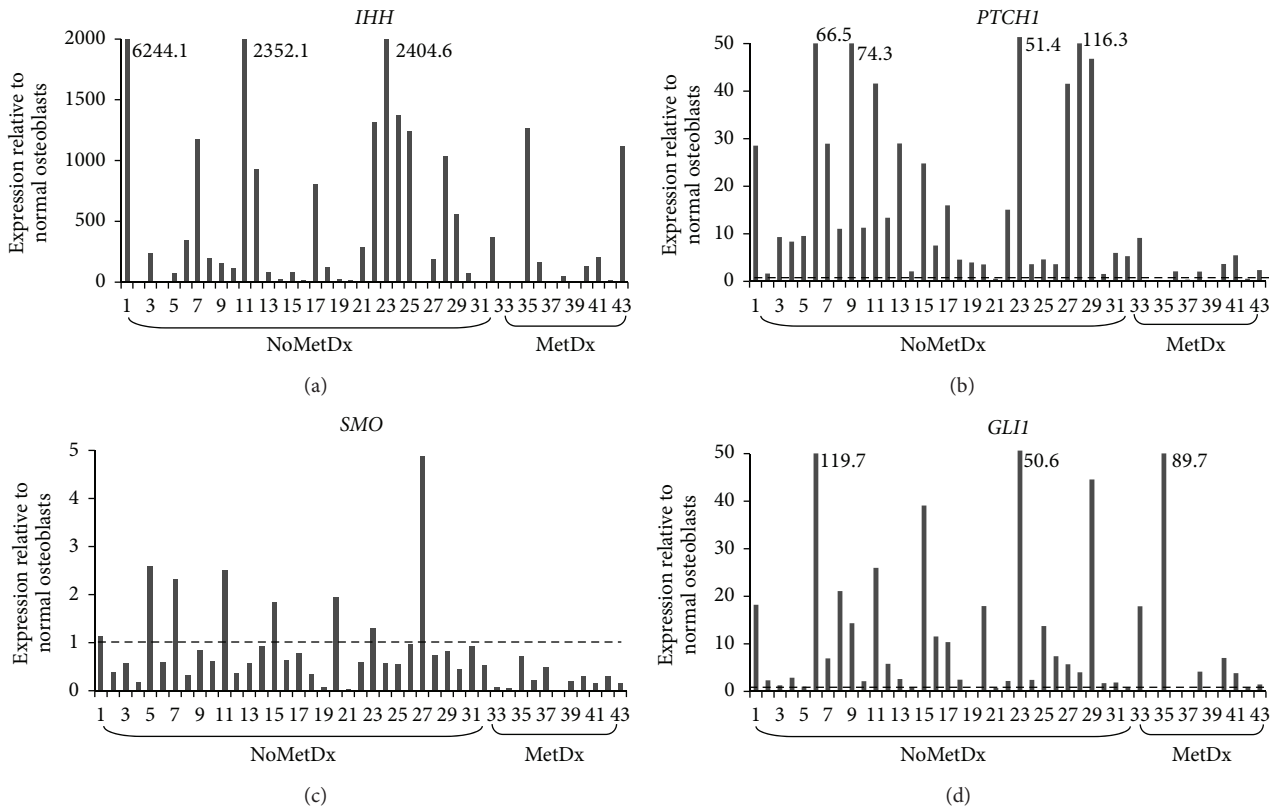 IHH
Expression relative to
normal osteoblasts
2000
1500
1000
500
0
6244.1
2352.1
2404.6
1 3 5 7 9 11 13 15 17 19 21 23 25 27 29 31 33 35 37 39 41 43
NoMetDx
MetDx
(a)
PTCH1
Expression relative to
normal osteoblasts
50
40
30
20
10
0
66.5
74.3
51.4
116.3
1 3 5 7 9 11 13 15 17 19 21 23 25 27 29 31 33 35 37 39 41 43
NoMetDx
MetDx
(b)
SMO
Expression relative to
normal osteoblasts
5
4
3
2
1
0
1 3 5 7 9 11 13 15 17 19 21 23 25 27 29 31 33 35 37 39 41 43
NoMetDx
MetDx
(c)
GLI1
Expression relative to
normal osteoblasts
50
40
30
20
10
0
119.7
50.6
89.7
1 3 5 7 9 11 13 15 17 19 21 23 25 27 29 31 33 35 37 39 41 43
NoMetDx
MetDx
(d)